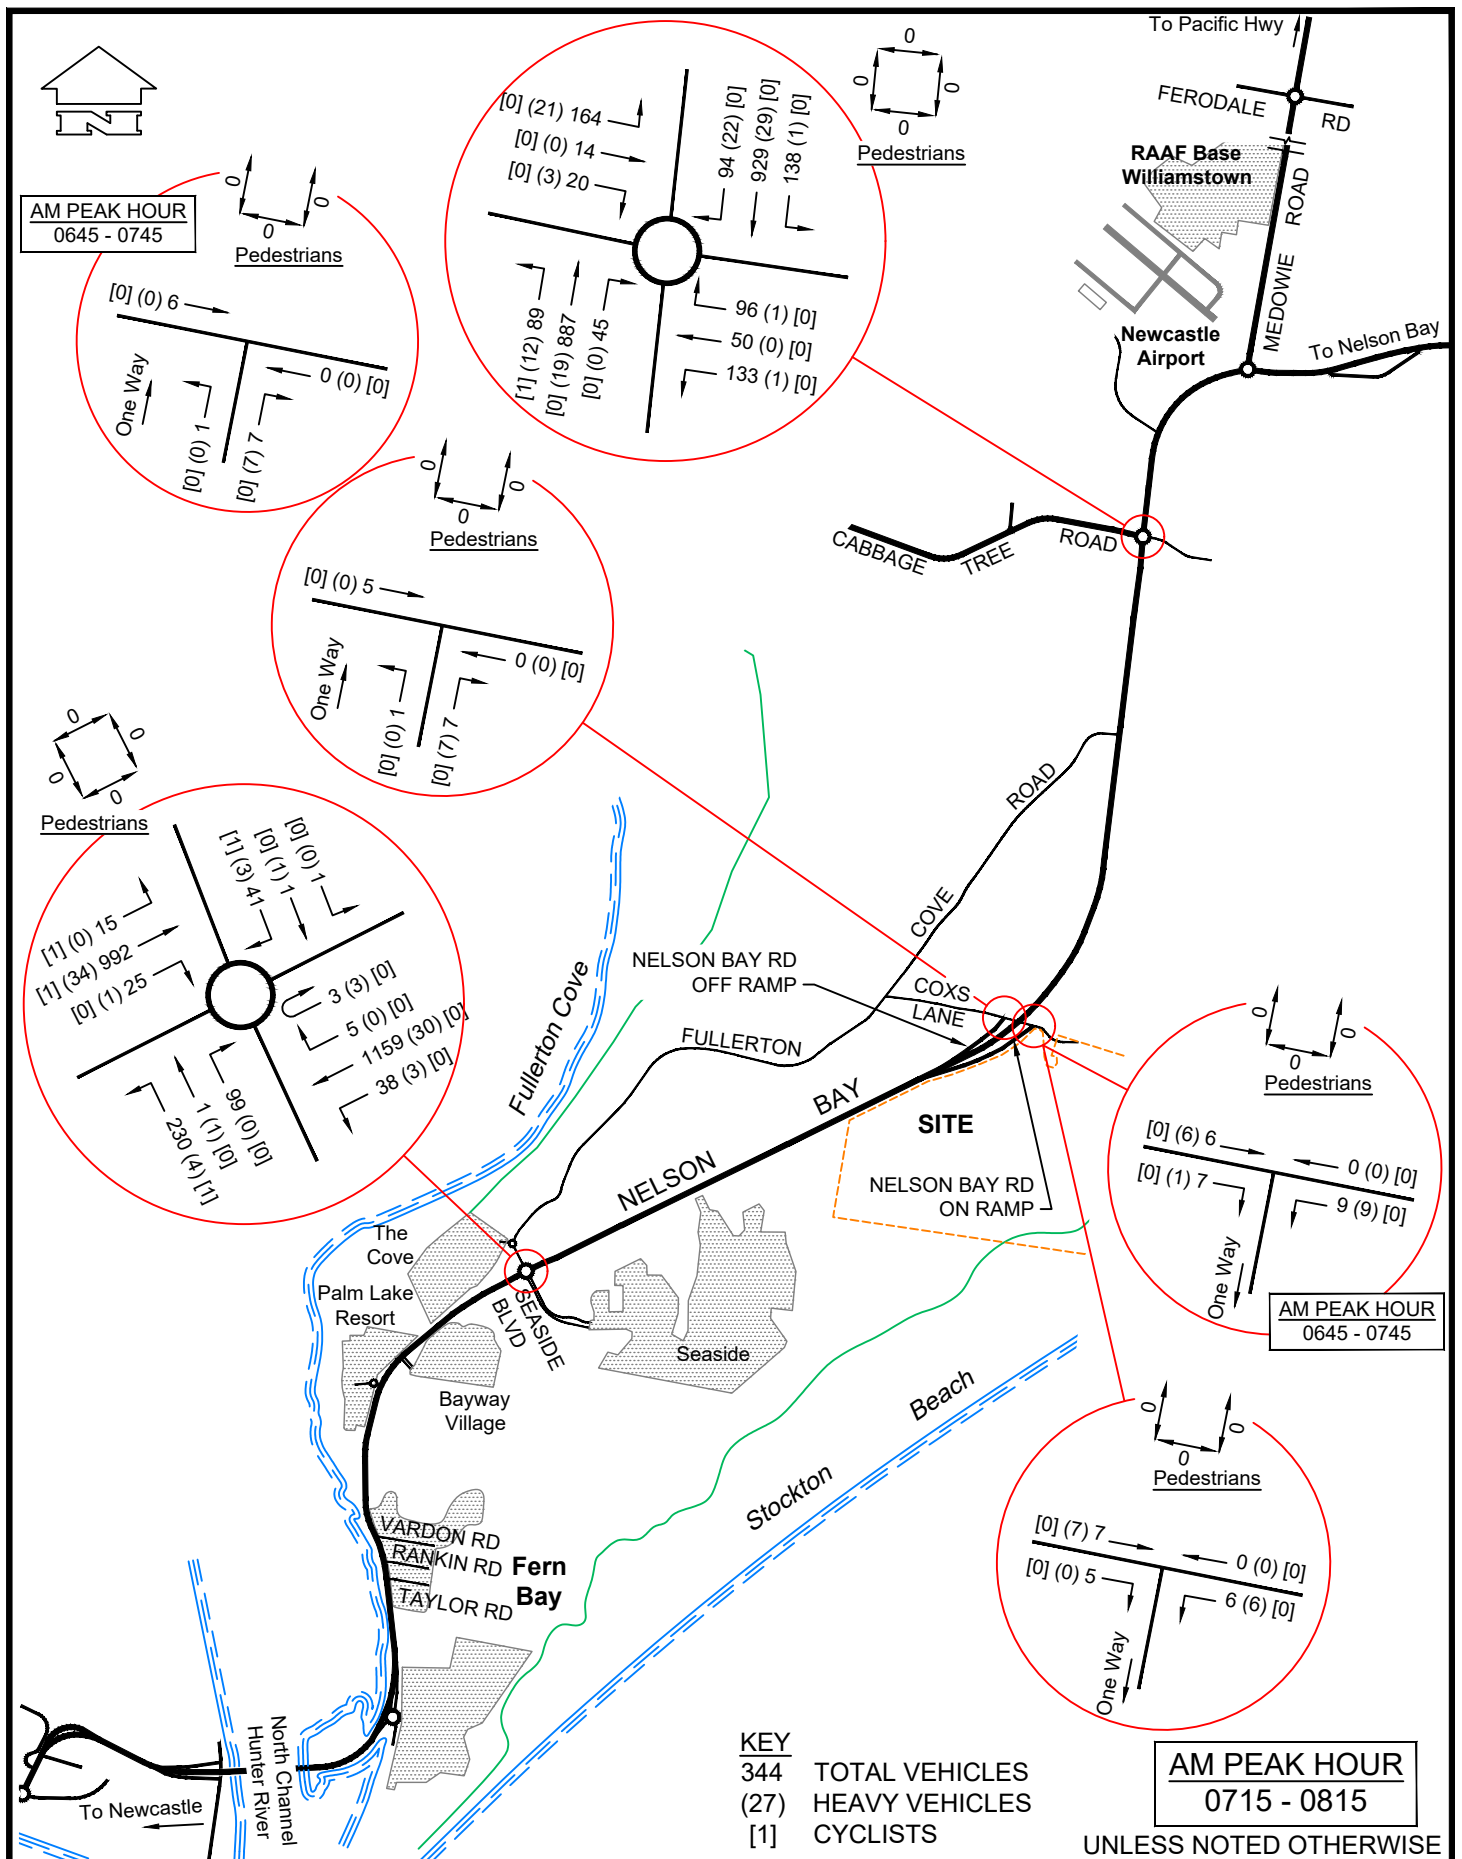 To Pacific Hwy
FERODALE
RD
RAAF Base
Williamstown
MEDOWIE ROAD
Newcastle
Airport
To Nelson Bay
N
0
0
0
0
Pedestrians
[0] (21) 164
[0] (0) 14
[0] (3) 20
94 (22) [0]
929 (29) [0]
138 (1) [0]
[1] (12) 89
[0] (19) 887
[0] (0) 45
96 (1) [0]
50 (0) [0]
133 (1) [0]
AM PEAK HOUR
0645 - 0745
0
0
0
Pedestrians
[0] (0) 6
0 (0) [0]
One Way
[0] (0) 1
[0] (7) 7
0
0
0
Pedestrians
[0] (0) 5
0 (0) [0]
One Way
[0] (0) 1
[0] (7) 7
CABBAGE TREE ROAD
0
0
0
0
Pedestrians
[1] (3) 41
[0] (1) 1
[0] (0) 1
[1] (0) 15
[1] (34) 992
[0] (1) 25
3 (3) [0]
5 (0) [0]
1159 (30) [0]
38 (3) [0]
230 (4) [1]
1 (1) [0]
99 (0) [0]
Fullerton Cove
FULLERTON COVE ROAD
NELSON BAY RD
OFF RAMP
COXS
LANE
NELSON BAY
SITE
NELSON BAY RD
ON RAMP
0
0
0
Pedestrians
[0] (6) 6
0 (0) [0]
[0] (1) 7
9 (9) [0]
One Way
AM PEAK HOUR
0645 - 0745
The
Cove
Palm Lake
Resort
SEASIDE
BLVD
Seaside
Bayway
Village
Stockton Beach
0
0
0
Pedestrians
[0] (7) 7
0 (0) [0]
[0] (0) 5
6 (6) [0]
One Way
VARDON RD
RANKIN RD
TAYLOR RD
Fern
Bay
North Channel
Hunter River
To Newcastle
KEY
344 TOTAL VEHICLES
(27) HEAVY VEHICLES
[1] CYCLISTS
AM PEAK HOUR
0715 - 0815
UNLESS NOTED OTHERWISE